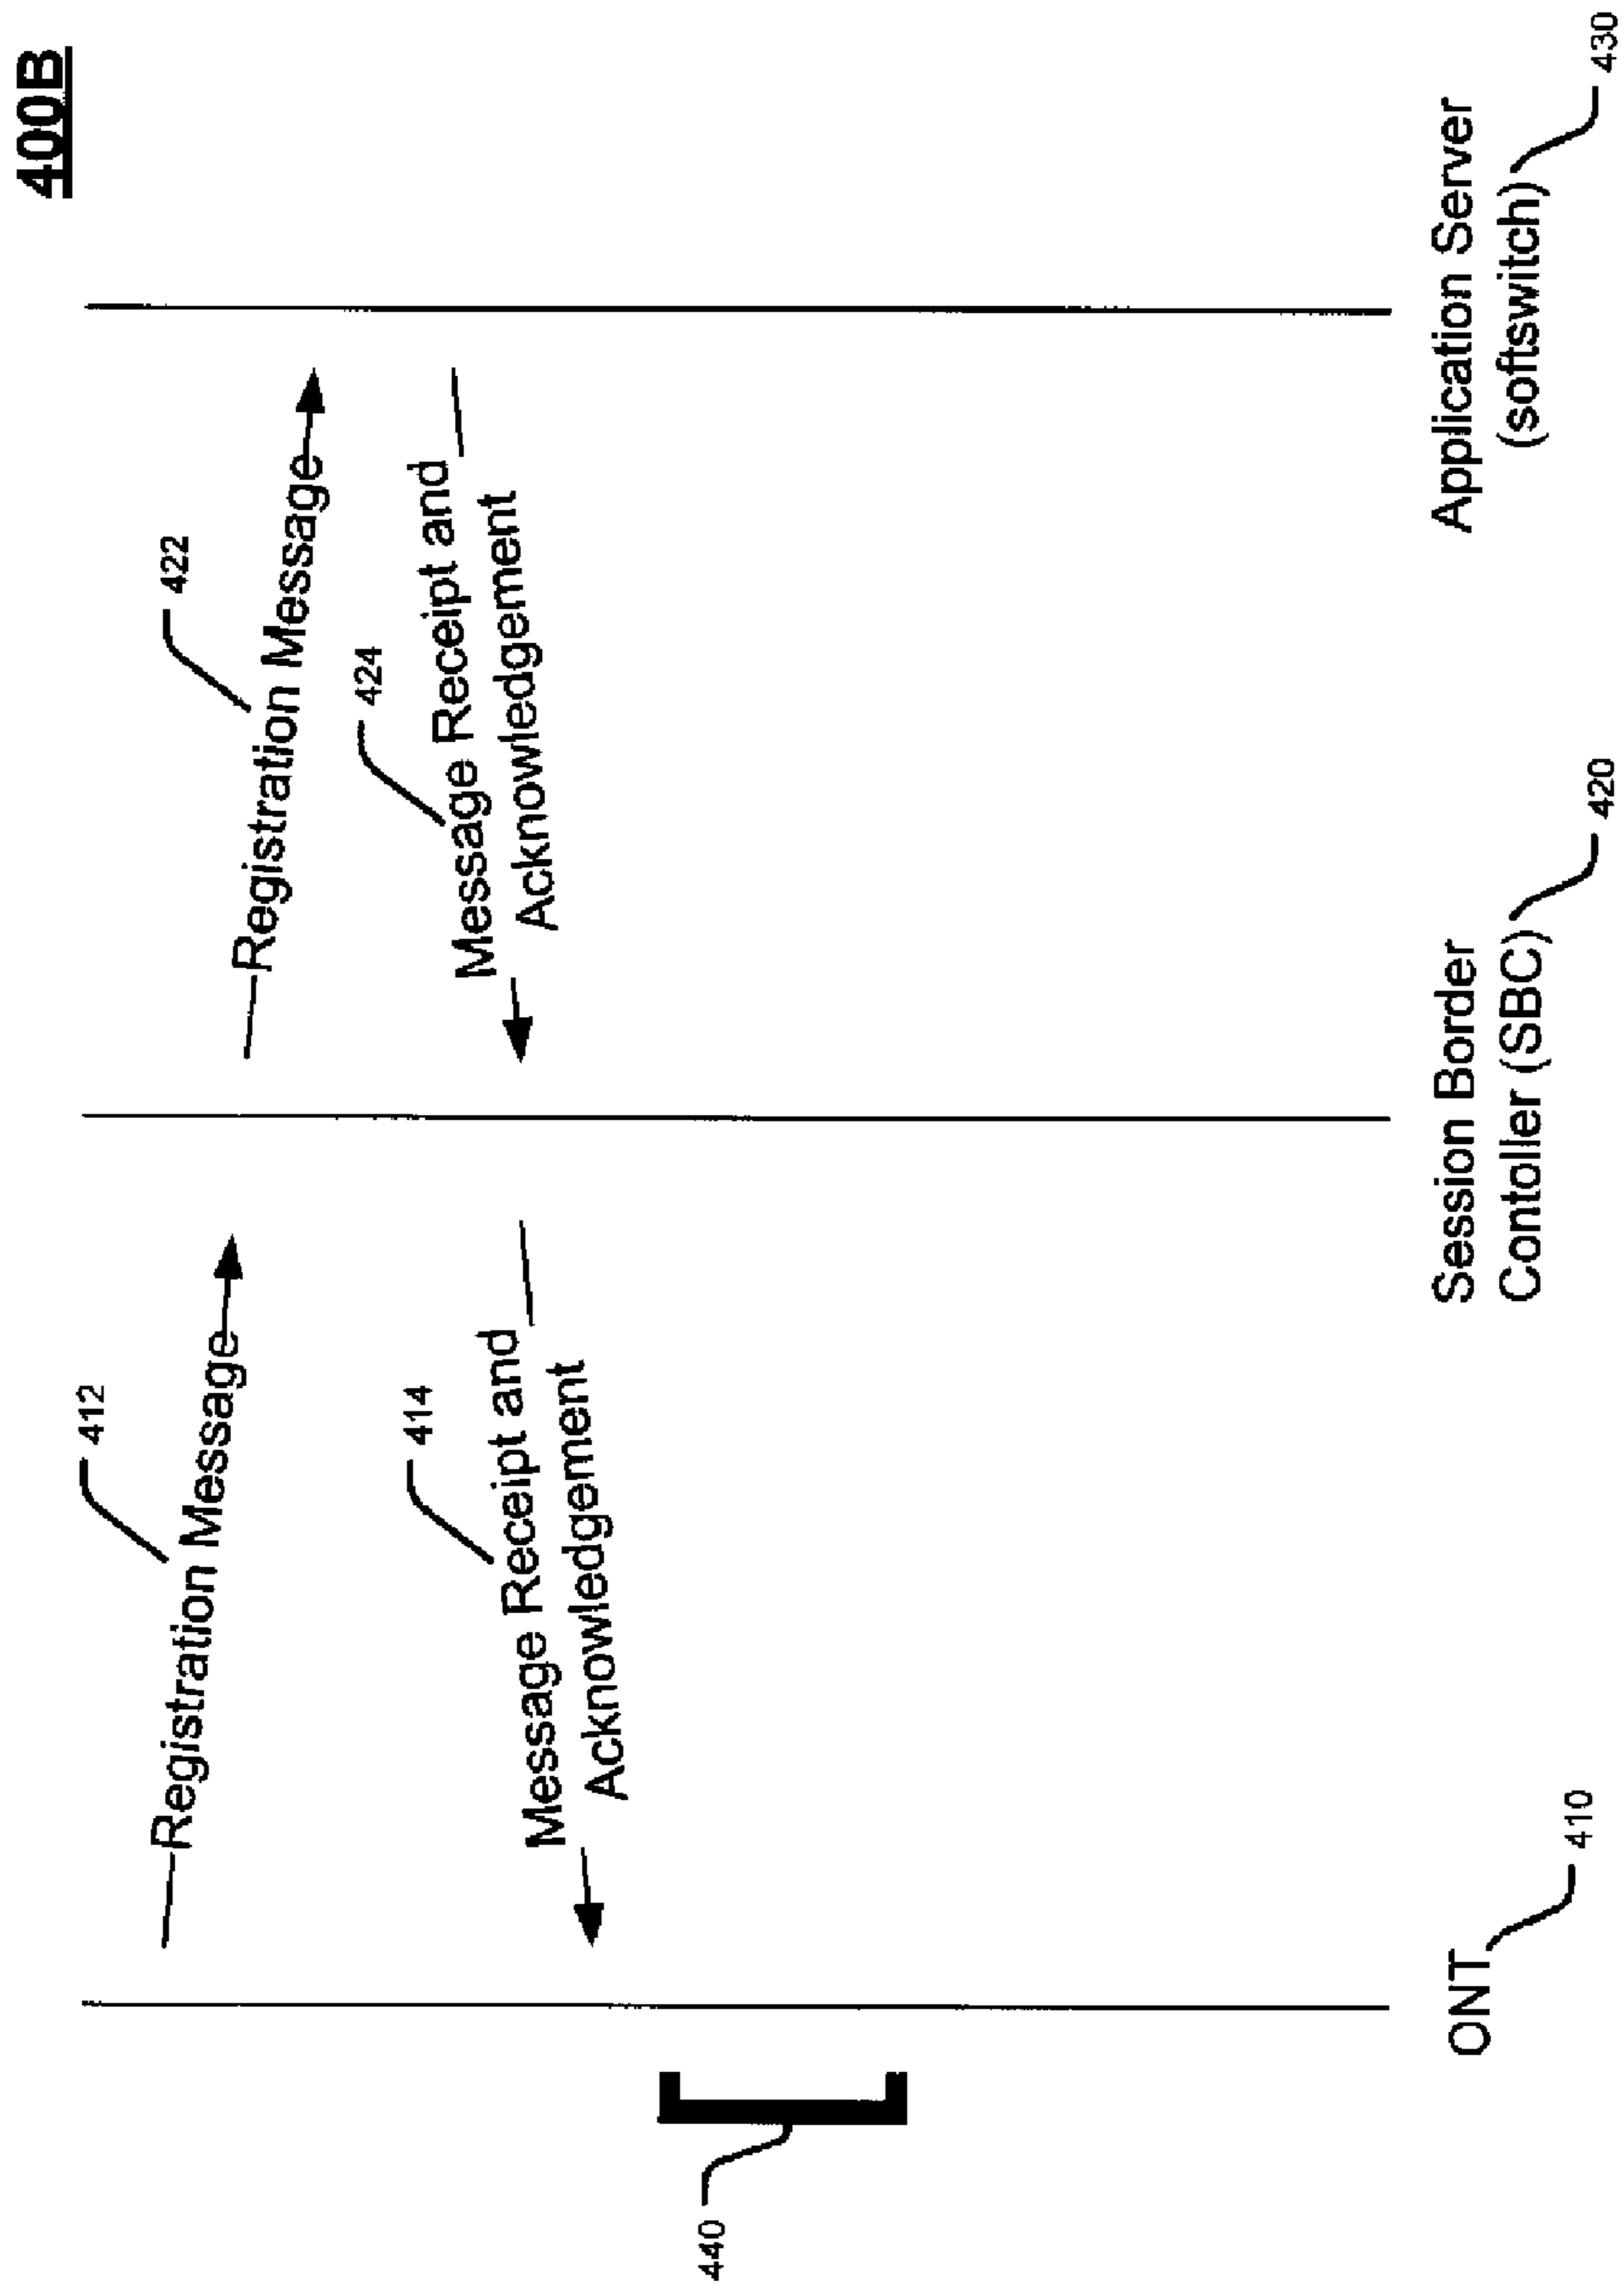 400B
412
Registration Message
422
Registration Message
424
Message Receipt and
Acknowledgement
414
Message Receipt and
Acknowledgement
440
ONT
410
Session Border
Contoller (SBC)
420
Application Server
(softswitch)
430